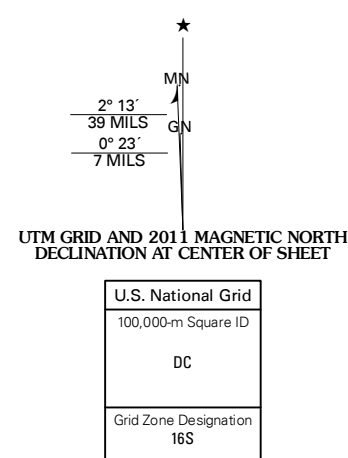 ★
MN
2° 13´
39 MILS
GN
0° 23´
7 MILS
UTM GRID AND 2011 MAGNETIC NORTH
DECLINATION AT CENTER OF SHEET
U.S. National Grid
100,000-m Square ID
DC
Grid Zone Designation
16S